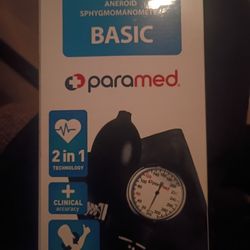 ANEROID
SPHYGMOMANOMETER
BASIC
paramed
2 in 1
TECHNOLOGY
+ CLINICAL
accuracy